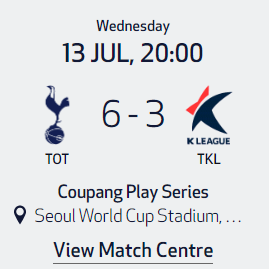 Wednesday
13 JUL, 20:00
6 - 3
K LEAGUE
TOT
TKL
Coupang Play Series
Seoul World Cup Stadium, ...
View Match Centre